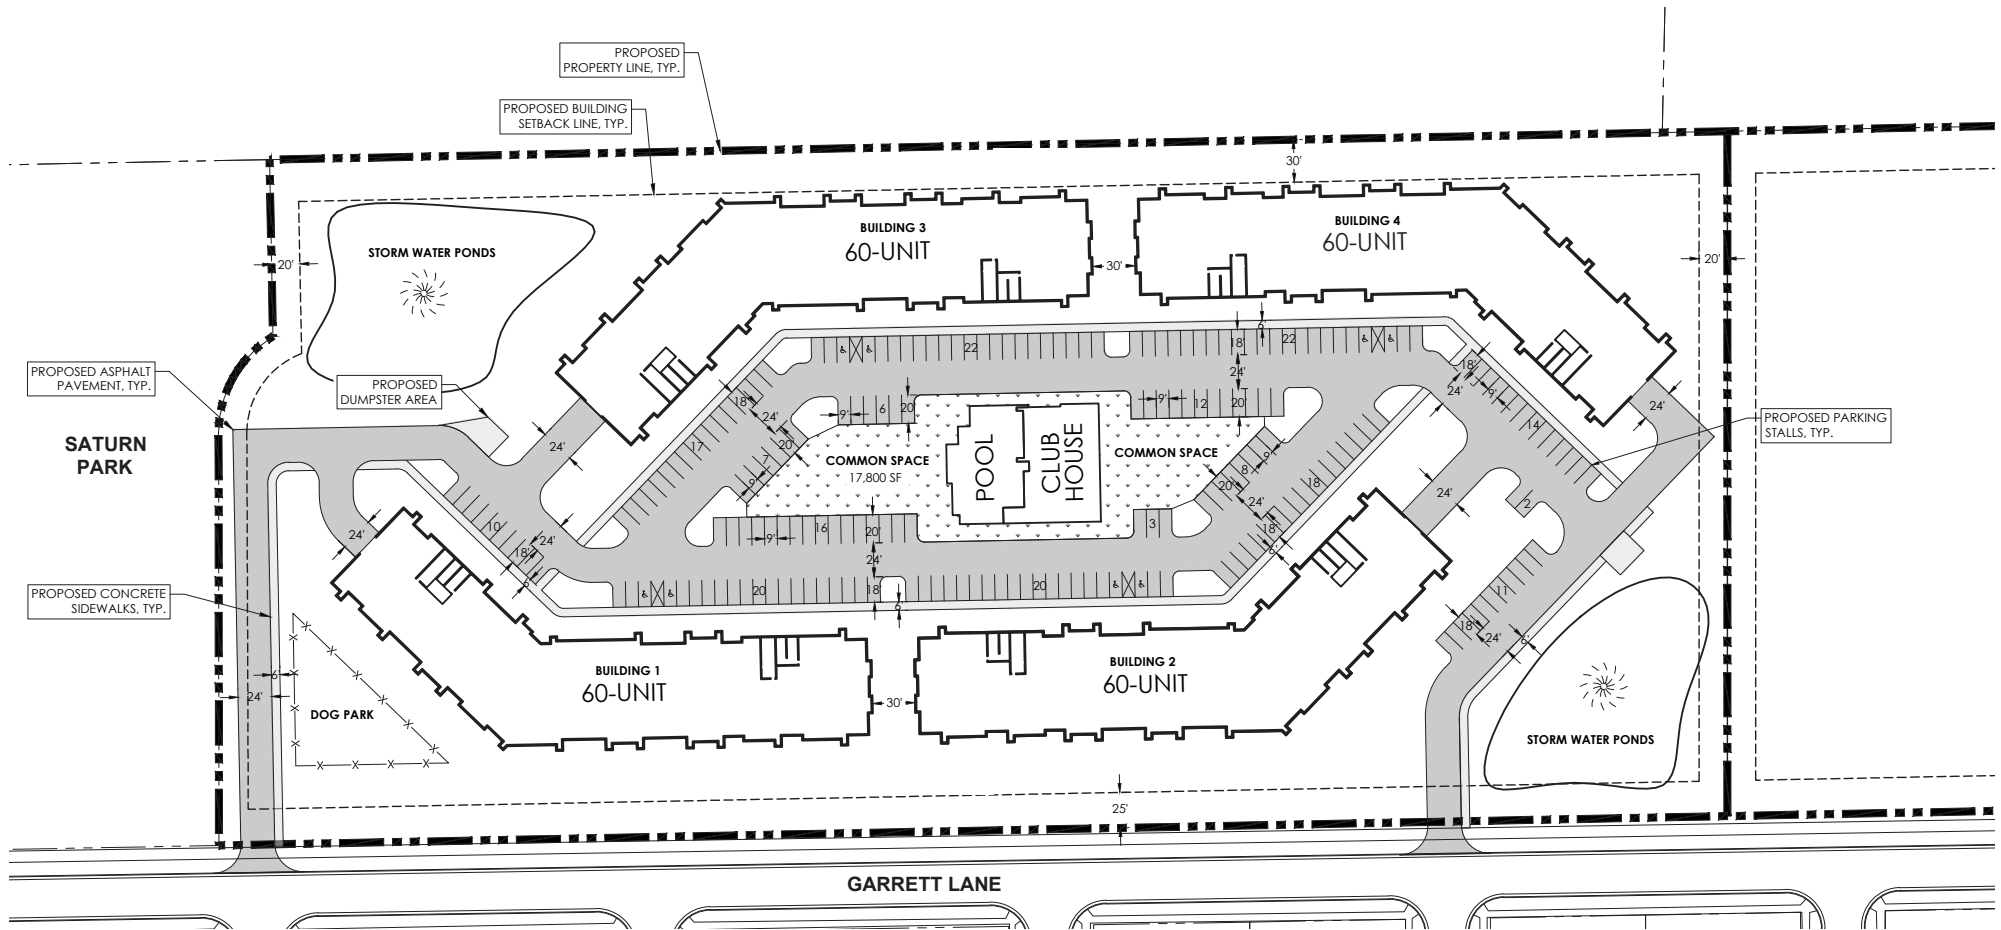 PROPOSED
PROPERTY LINE, TYP.
PROPOSED BUILDING
SETBACK LINE, TYP.
30'
BUILDING 3
60-UNIT
BUILDING 4
60-UNIT
STORM WATER PONDS
20'
30'
20'
6'
PROPOSED ASPHALT
PAVEMENT, TYP.
PROPOSED
DUMPSTER AREA
22
18'
22
24'
18'
24'
9'
18'
24'
20'
9'
6
20'
9'
12
20'
24'
14
PROPOSED PARKING
STALLS, TYP.
SATURN
PARK
24'
17
7
9'
COMMON SPACE
17,800 SF
POOL
CLUB
HOUSE
COMMON SPACE
8
9'
20'
18
24'
18'
6'
24'
2
24'
10
24'
18'
6'
16
9'
20'
24'
3
PROPOSED CONCRETE
SIDEWALKS, TYP.
20
18'
6'
20
11
18'
24'
6'
BUILDING 1
60-UNIT
BUILDING 2
60-UNIT
6'
24'
30'
DOG PARK
STORM WATER PONDS
25'
GARRETT LANE